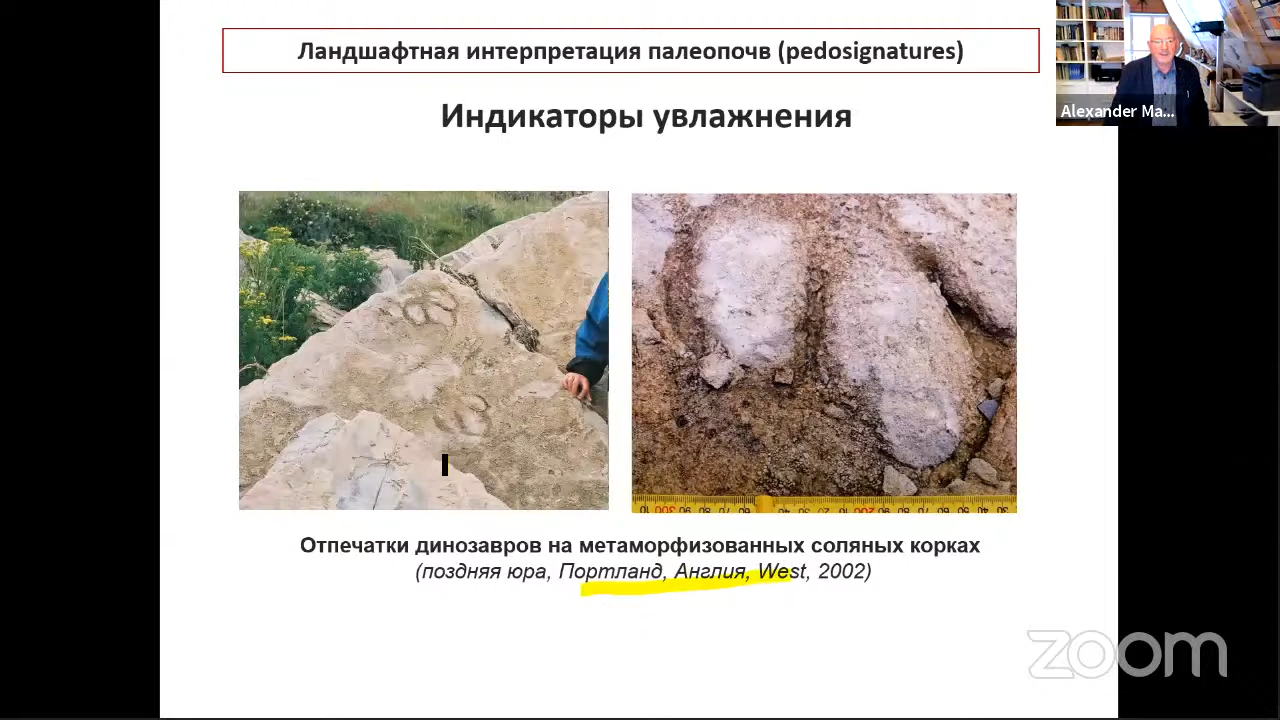 Ландшафтная интерпретация палеопочв (pedosignatures)
Alexander Ma...
Индикаторы увлажнения
Отпечатки динозавров на метаморфизованных соляных корках
(поздняя юра, Портланд, Англия, West, 2002)
zoom